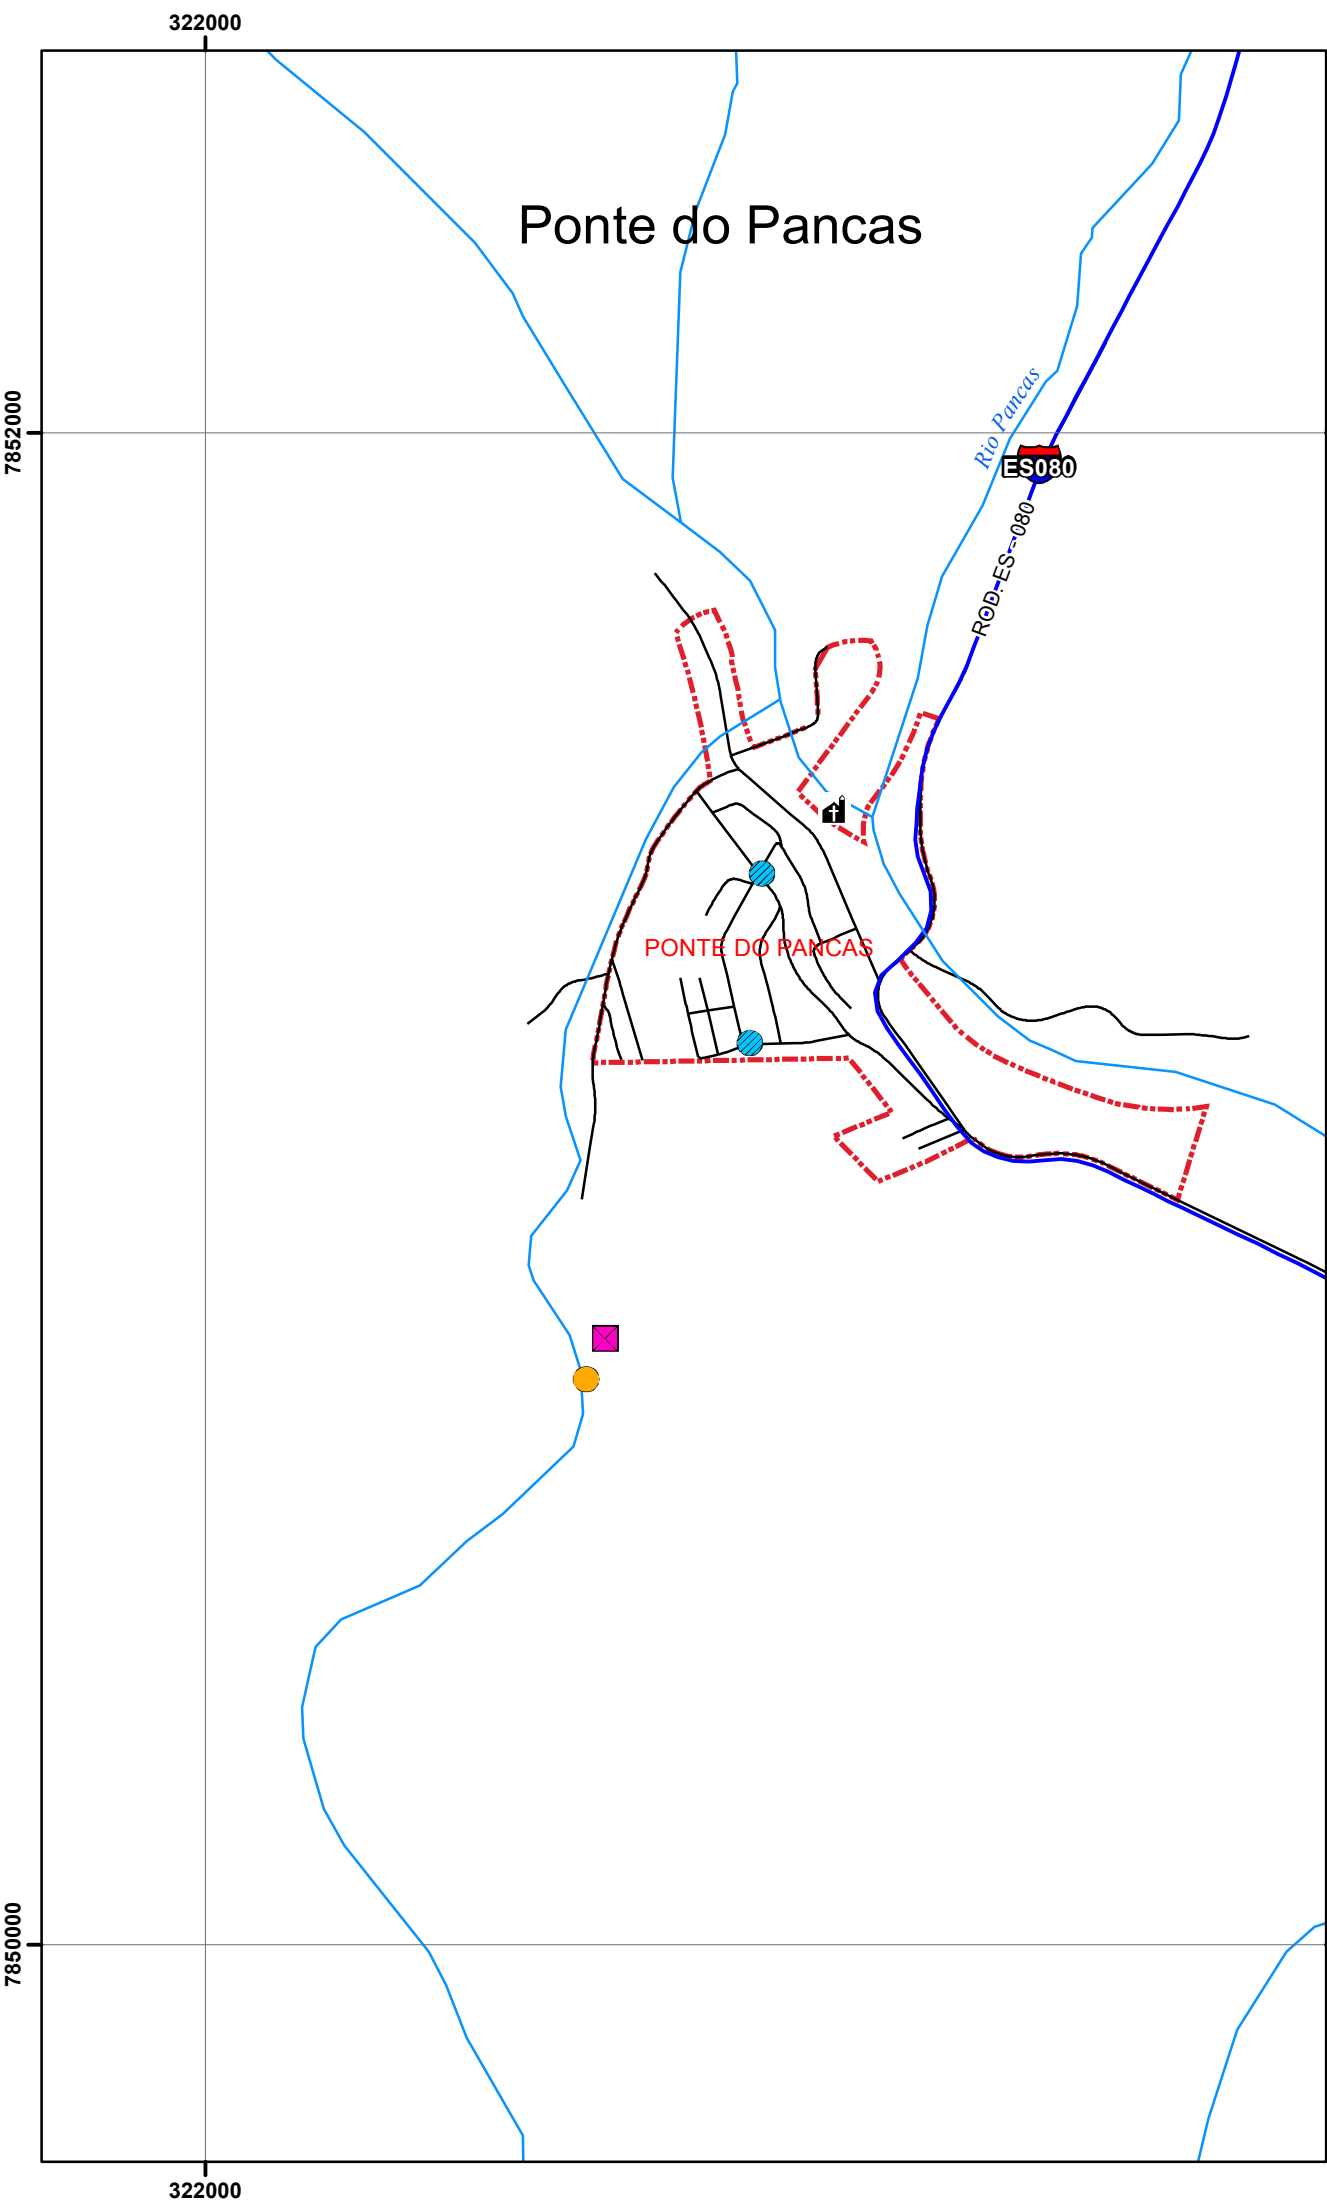 322000
Ponte do Pancas
7852000
Rio Pancas
ES080
ROD. ES - 080
PONTE DO PANCAS
7850000
322000